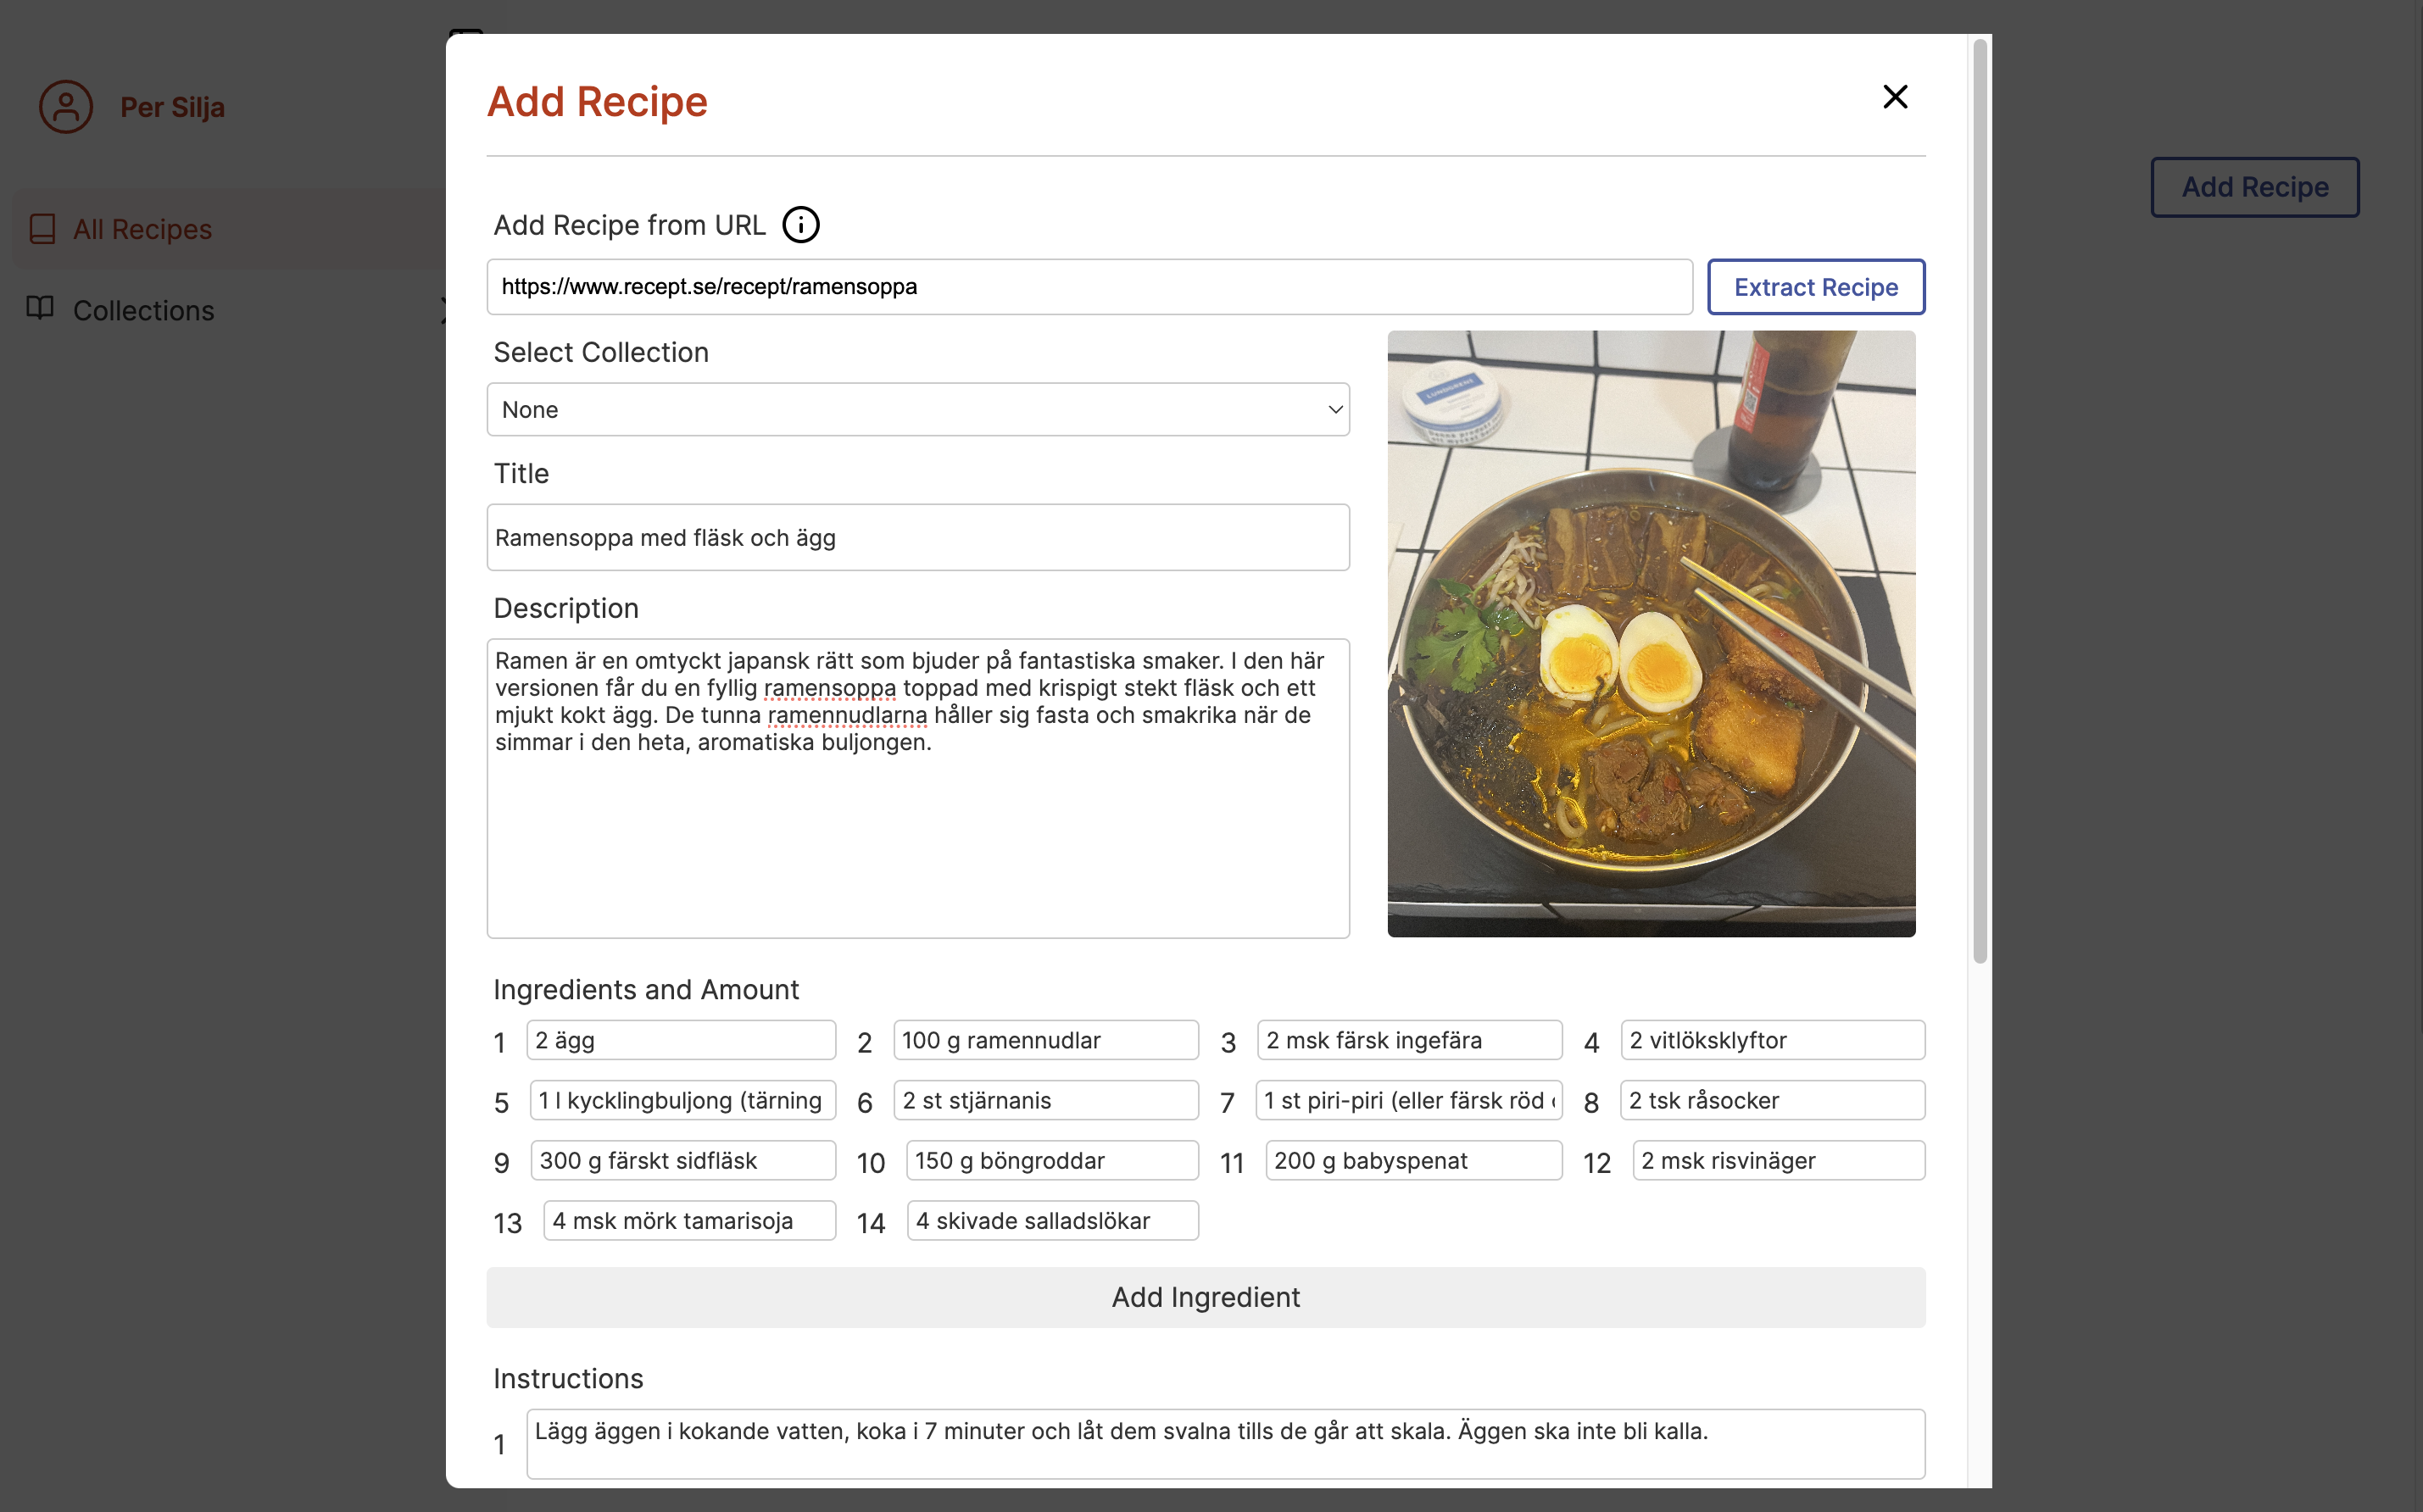 Per Silja
All Recipes
Collections
Add Recipe
Add Recipe
Add Recipe from URL
https://www.recept.se/recept/ramensoppa
Extract Recipe
Select Collection
None
Title
Ramensoppa med fläsk och ägg
Description
Ramen är en omtyckt japansk rätt som bjuder på fantastiska smaker. I den här
versionen får du en fyllig ramensoppa toppad med krispigt stekt fläsk och ett
mjukt kokt ägg. De tunna ramennudlarna håller sig fasta och smakrika när de
simmar i den heta, aromatiska buljongen.
LUNDGRENS
Ingredients and Amount
1 2 ägg
2 100 g ramennudlar
3 2 msk färsk ingefära
4 2 vitlöksklyftor
5 1 l kycklingbuljong (tärning
6 2 st stjärnanis
7 1 st piri-piri (eller färsk röd
8 2 tsk råsocker
9 300 g färskt sidfläsk
10 150 g böngroddar
11 200 g babyspenat
12 2 msk risvinäger
13 4 msk mörk tamarisoja
14 4 skivade salladslökar
Add Ingredient
Instructions
1 Lägg äggen i kokande vatten, koka i 7 minuter och låt dem svalna tills de går att skala. Äggen ska inte bli kalla.